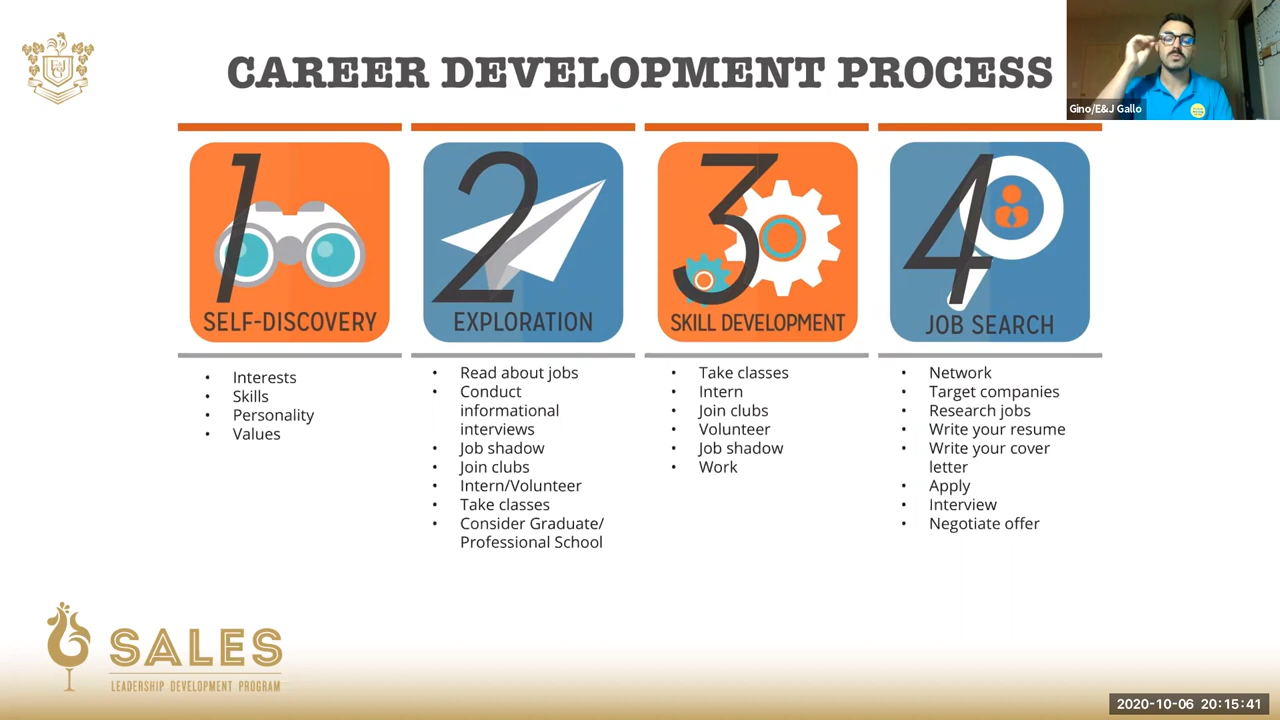 CAREER DEVELOPMENT PROCESS
Gino/E&J Gallo
1
SELF-DISCOVERY
• Interests
• Skills
• Personality
• Values
2
EXPLORATION
• Read about jobs
• Conduct
informational
interviews
• Job shadow
• Join clubs
• Intern/Volunteer
• Take classes
• Consider Graduate/
Professional School
3
SKILL DEVELOPMENT
• Take classes
• Intern
• Join clubs
• Volunteer
• Job shadow
• Work
4
JOB SEARCH
• Network
• Target companies
• Research jobs
• Write your resume
• Write your cover
letter
• Apply
• Interview
• Negotiate offer
SALES
LEADERSHIP DEVELOPMENT PROGRAM
2020-10-06 20:15:41